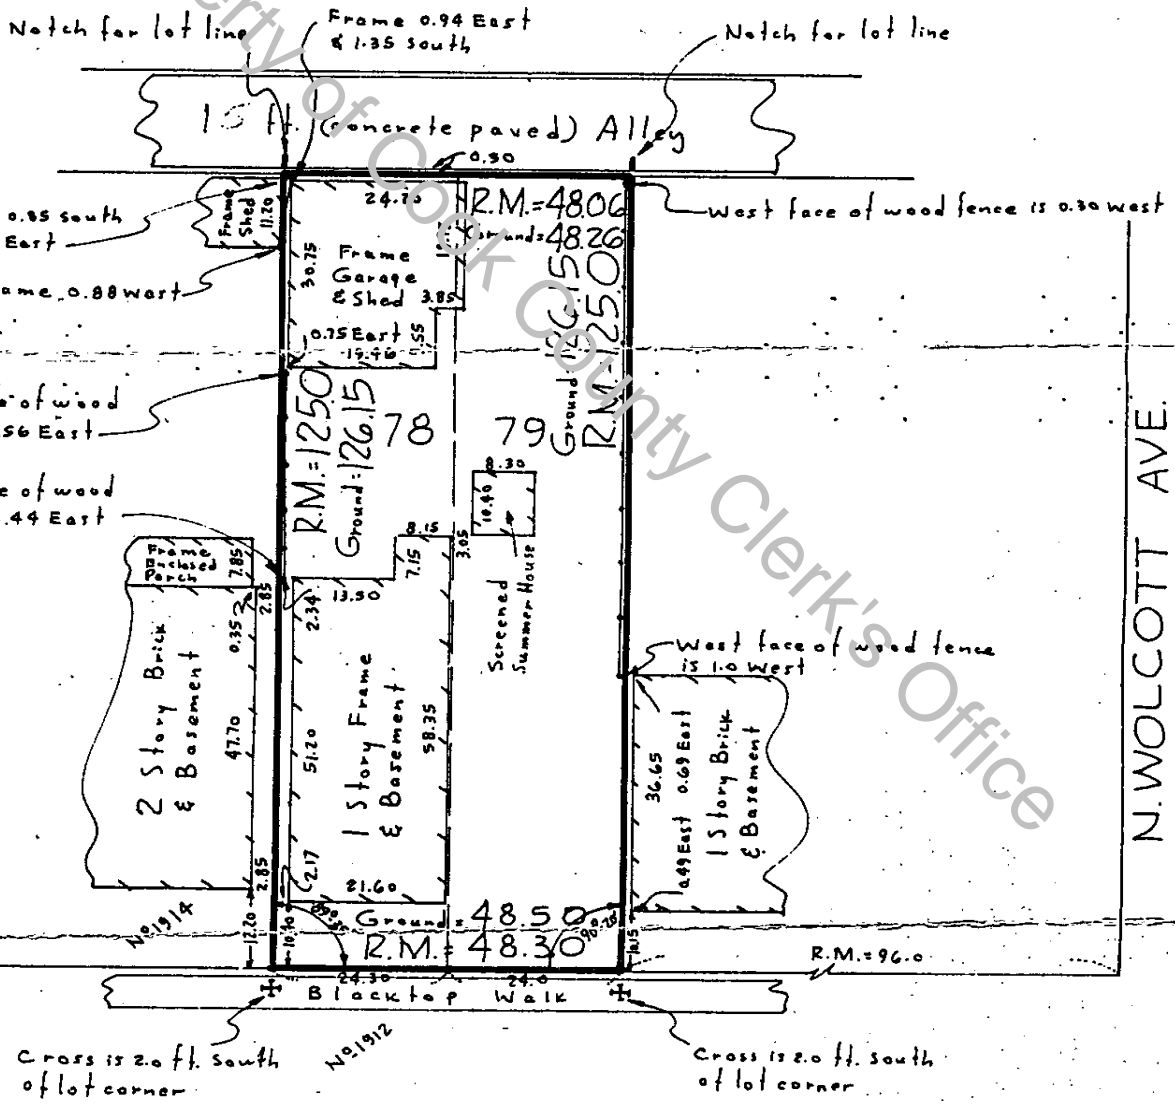 Notch for lot line
Frame 0.94 East
& 1.35 South
Notch for lot line
ft. (concrete paved) Alley
0.30
0.85 South
East
Frame
Shed
11.20
24.70
R.M.=48.06
48.26
West face of wood fence is 0.30 West
0.88 West
30.75
Frame
Garage
& Shed
3.85
0.75 East
19.46
.55
of wood
56 East
R.M.=125.0
Ground=126.15
78
79
Ground
R.M.=125.0
of wood
.44 East
8.30
10.40
Screened
Summer House
8.15
7.15
3.05
Frame
Enclosed
Porch
7.85
2.85
0.35
2 Story Brick
& Basement
47.70
2.85
12.20
13.50
2.34
51.20
1 Story Frame
& Basement
58.35
2.17
21.60
10.40
West face of wood fence
is 1.0 West
36.65
0.49 East
0.69 East
1 Story Brick
& Basement
N. WOLCOTT AVE.
No 1914
Ground = 48.50
R.M. = 48.30
R.M.=96.0
24.30
24.0
Blacktop Walk
No 1912
Cross is 2.0 ft. South
of lot corner
Cross is 2.0 ft. South
of lot corner
erty of Cook County Clerk's Office